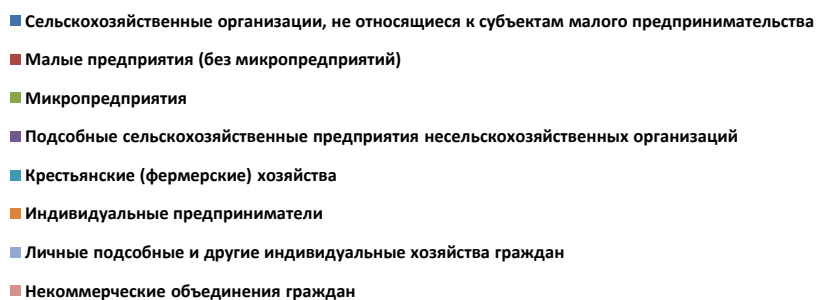 Сельскохозяйственные организации, не относящиеся к субъектам малого предпринимательства
Малые предприятия (без микропредприятий)
Микропредприятия
Подсобные сельскохозяйственные предприятия несельскохозяйственных организаций
Крестьянские (фермерские) хозяйства
Индивидуальные предприниматели
Личные подсобные и другие индивидуальные хозяйства граждан
Некоммерческие объединения граждан